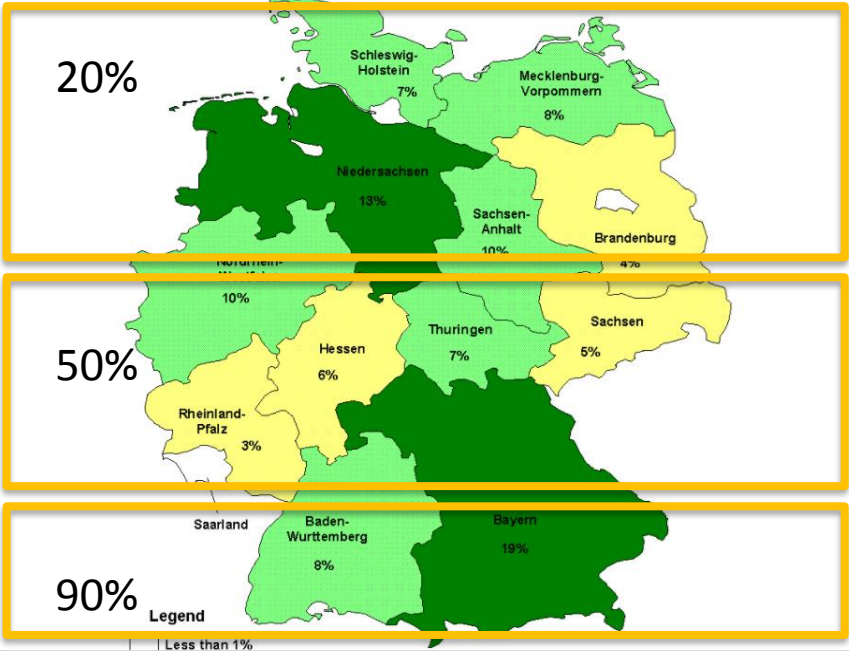 20%
Schleswig-
Holstein
7%
Mecklenburg-
Vorpommern
8%
Niedersachsen
13%
Sachsen-
Anhalt
10%
Brandenburg
4%
Nordrhein-
10%
50%
Hessen
6%
Thuringen
7%
Sachsen
5%
Rheinland-
Pfalz
3%
Saarland
Baden-
Wurttemberg
8%
Bayern
19%
90%
Legend
Less than 1%